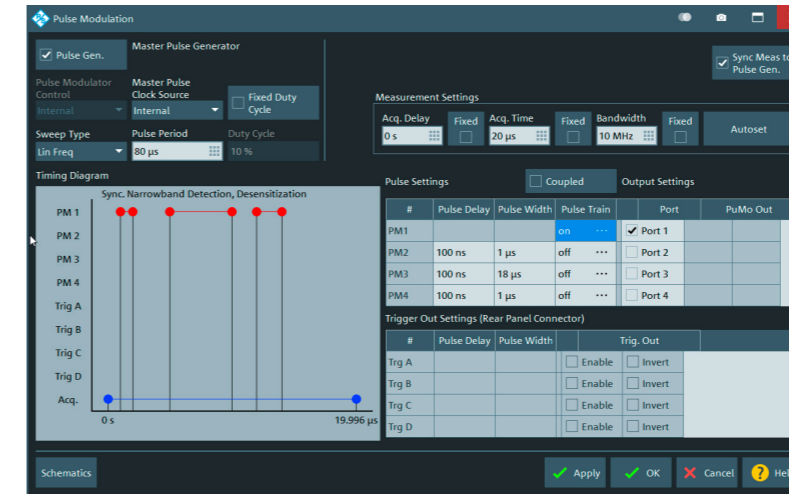 Pulse Modulation
Pulse Gen.
Master Pulse Generator
Sync Meas to
Pulse Gen.
Pulse Modulator
Control
Internal
Master Pulse
Clock Source
Internal
Fixed Duty
Cycle
Sweep Type
Lin Freq
Pulse Period
80 µs
Duty Cycle
10 %
Measurement Settings
Acq. Delay
0 s
Fixed
Acq. Time
20 µs
Fixed
Bandwidth
10 MHz
Fixed
Autoset
Timing Diagram
Sync. Narrowband Detection, Desensitization
PM 1
PM 2
PM 3
PM 4
Trig A
Trig B
Trig C
Trig D
Acq.
0 s 19.996 µs
Pulse Settings Coupled Output Settings
# Pulse Delay Pulse Width Pulse Train Port PuMo Out
PM1 on ... Port 1
PM2 100 ns 1 µs off ... Port 2
PM3 100 ns 18 µs off ... Port 3
PM4 100 ns 1 µs off ... Port 4
Trigger Out Settings (Rear Panel Connector)
# Pulse Delay Pulse Width Trig. Out
Trg A Enable Invert
Trg B Enable Invert
Trg C Enable Invert
Trg D Enable Invert
Schematics Apply OK Cancel ? Hel